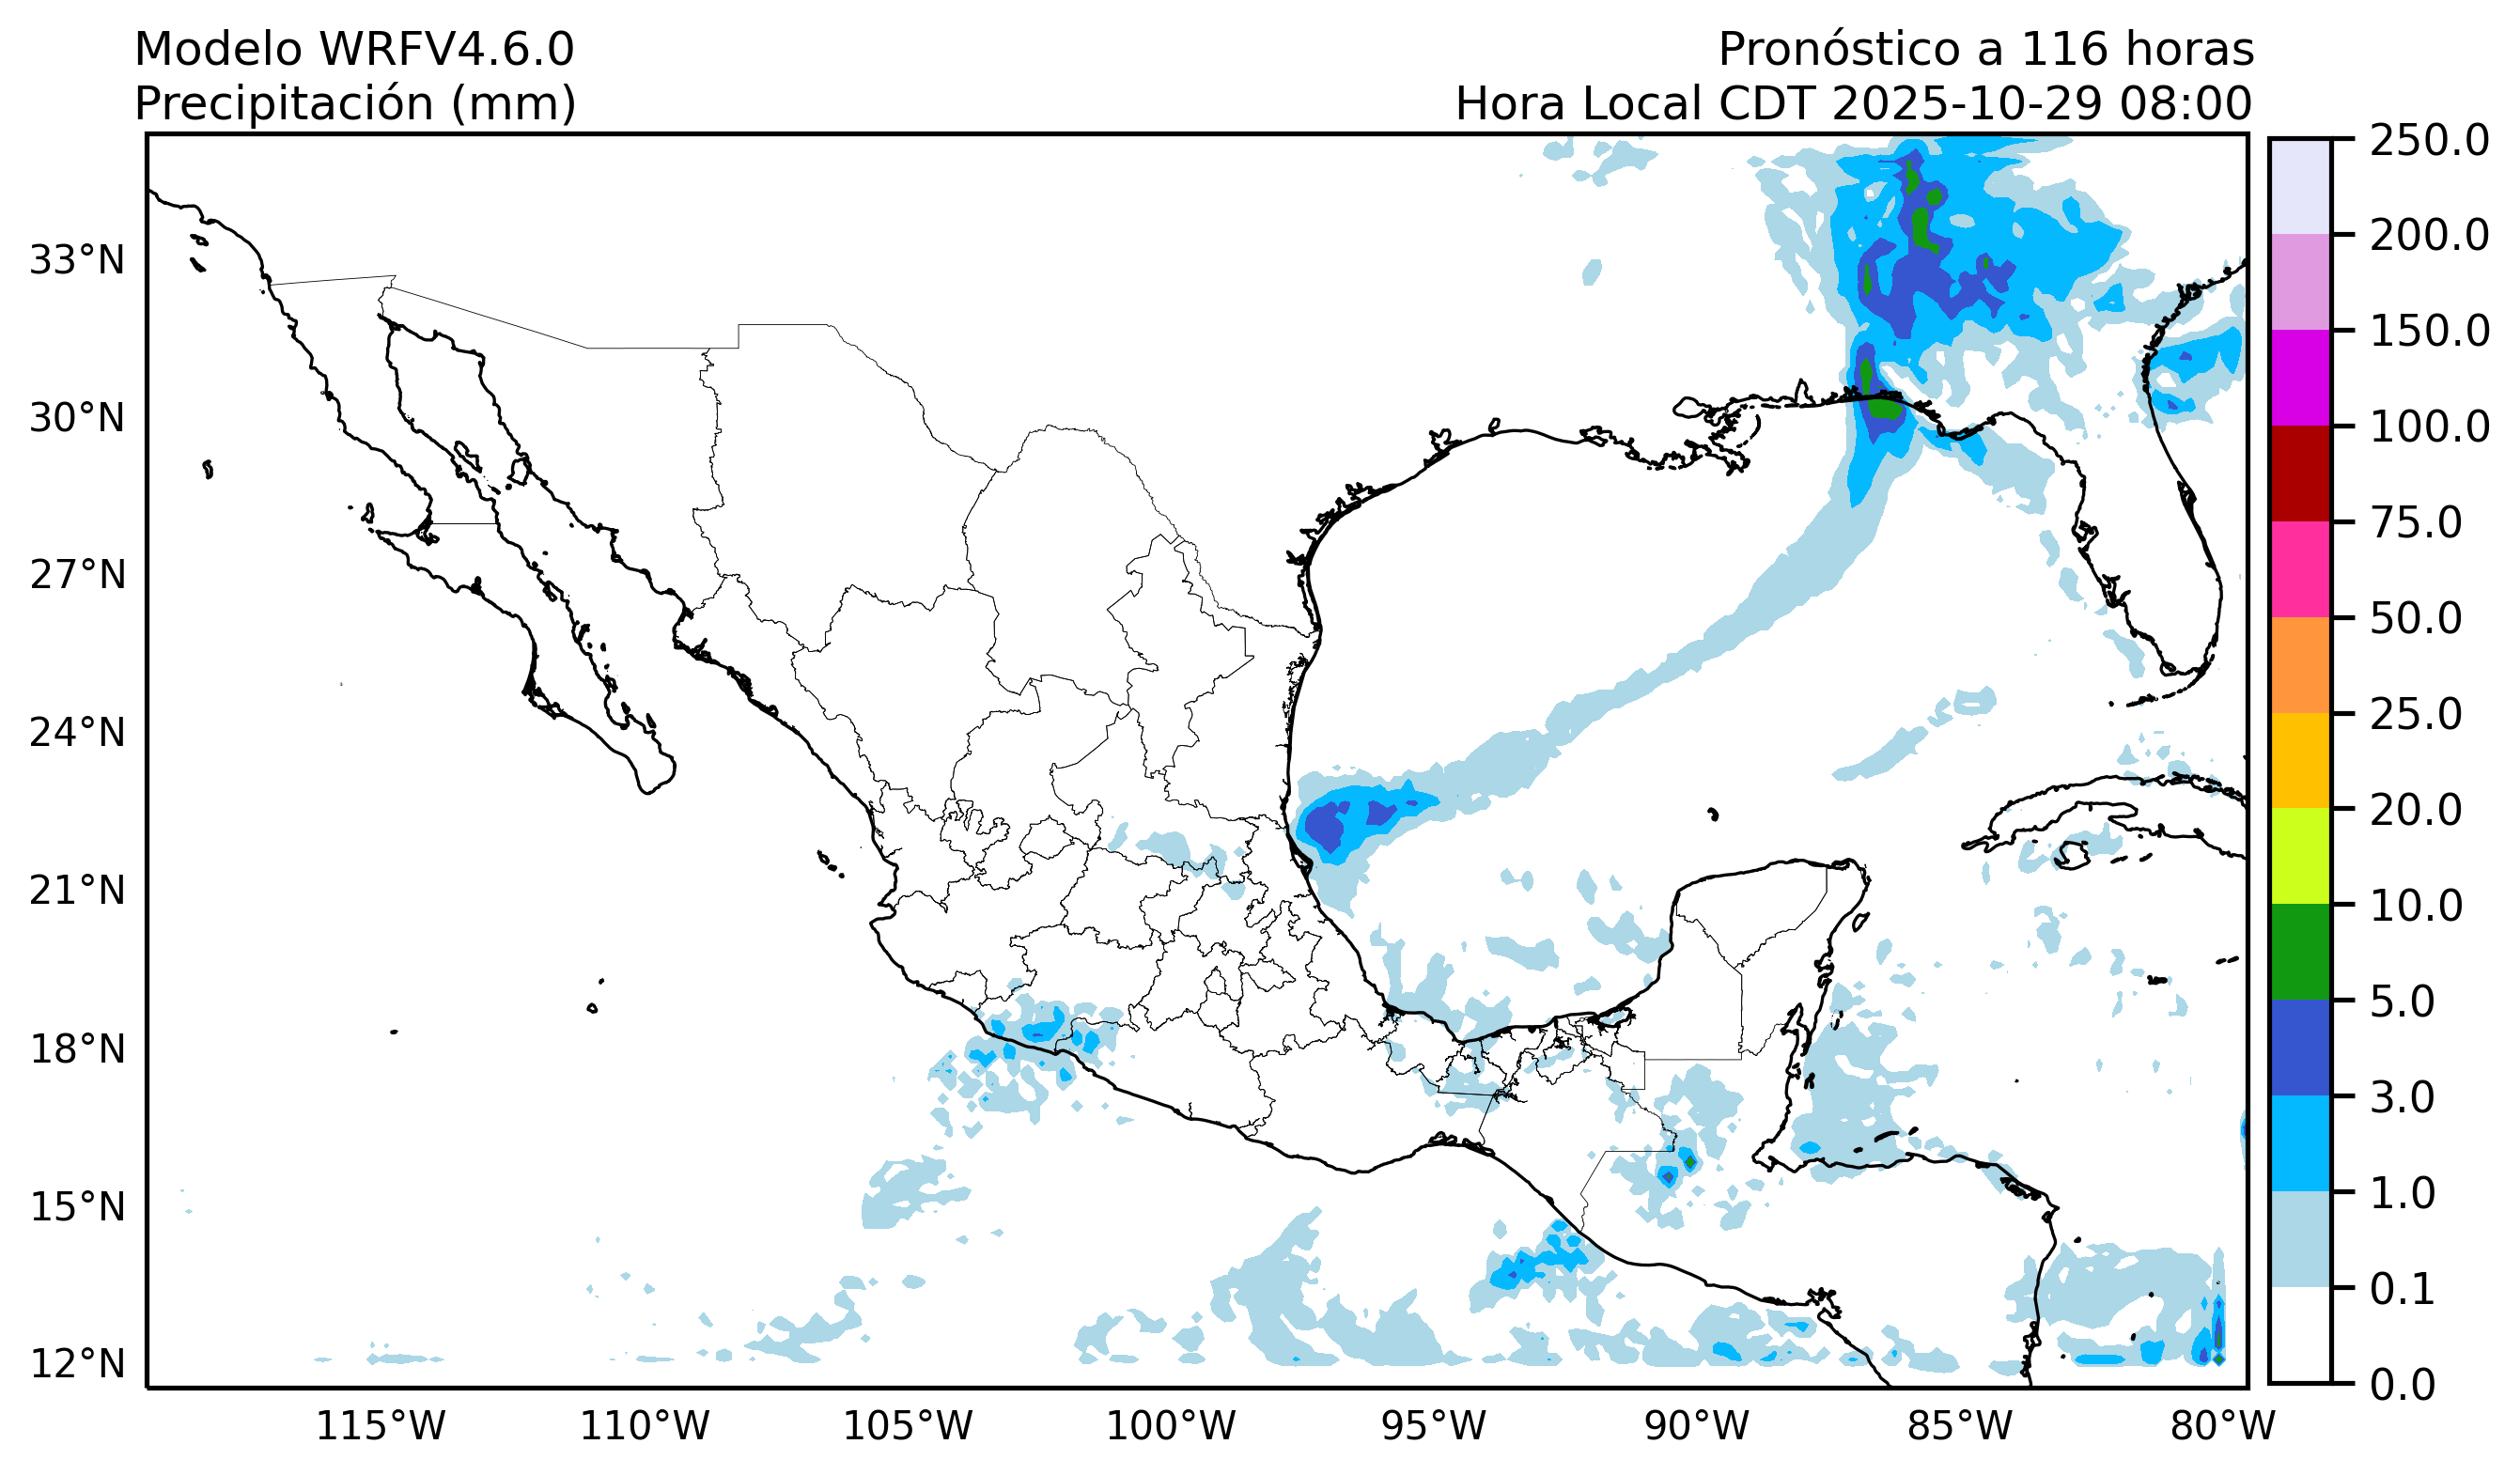 Modelo WRFV4.6.0
Precipitación (mm)
Pronóstico a 116 horas
Hora Local CDT 2025-10-29 08:00
33°N
30°N
27°N
24°N
21°N
18°N
15°N
12°N
115°W
110°W
105°W
100°W
95°W
90°W
85°W
80°W
250.0
200.0
150.0
100.0
75.0
50.0
25.0
20.0
10.0
5.0
3.0
1.0
0.1
0.0